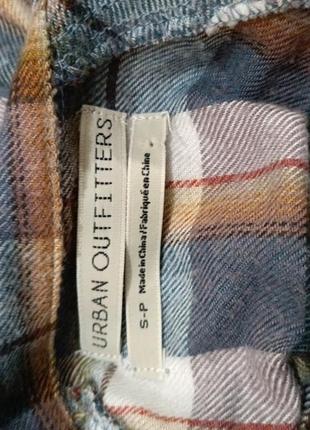 URBAN OUTFITTERS
Made in China/Fabriqué en Chine
S-P